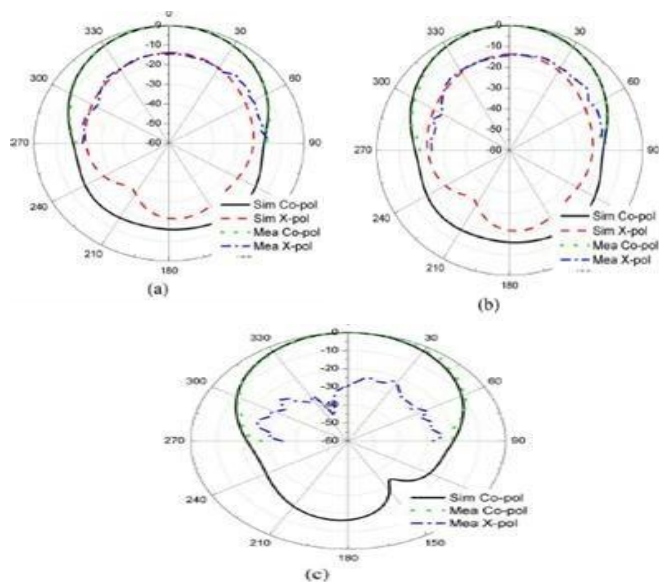 0
330 -0 30
-10
300 -20 60
-30
-40
-50
270 -60 90
240
Sim Co-pol
Sim X-pol
Mea Co-pol
Mea X-pol
210
180
(a)
0
330 -0 30
-10
300 -20 60
-30
-40
-50
270 -60 90
240
Sim Co-pol
Sim X-pol
Mea Co-pol
Mea X-pol
210
180
(b)
330 -0 30
-10
300 -20 60
-30
-40
-50
270 -60 90
240
Sim Co-pol
Mea Co-pol
Mea X-pol
210 150
180
(c)